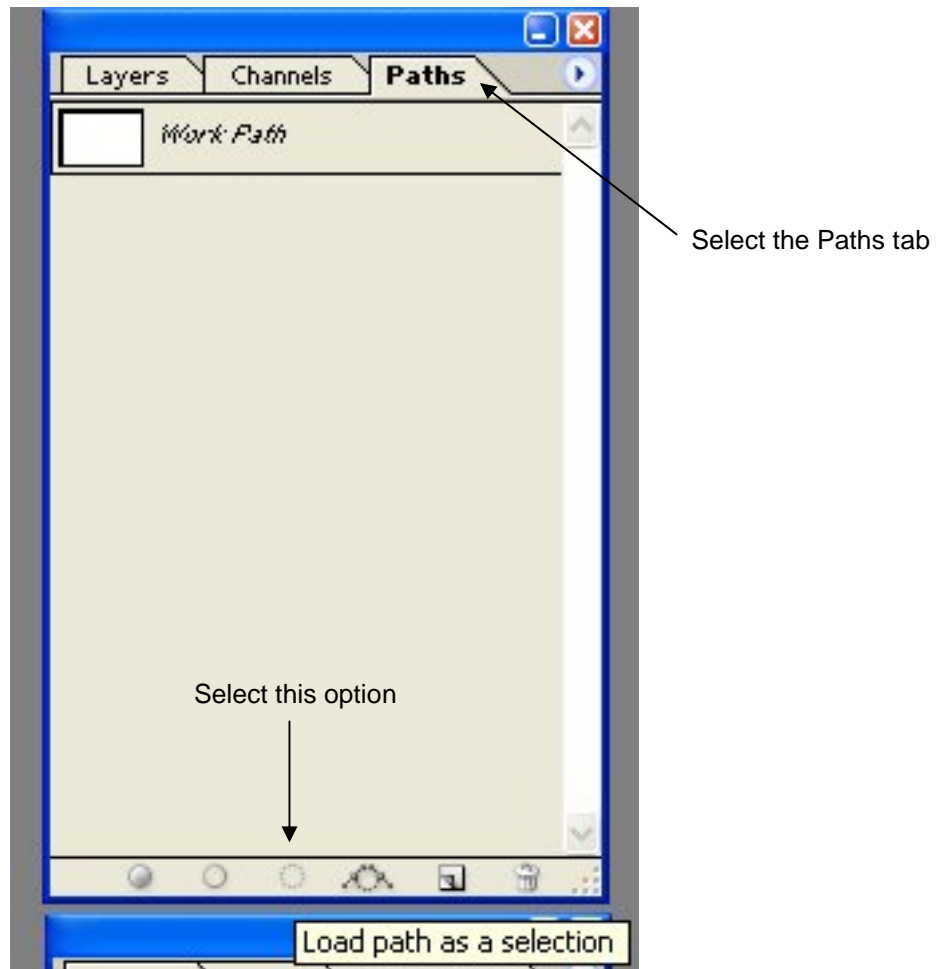 Layers Channels Paths
Work Path
Select the Paths tab
Select this option
Load path as a selection